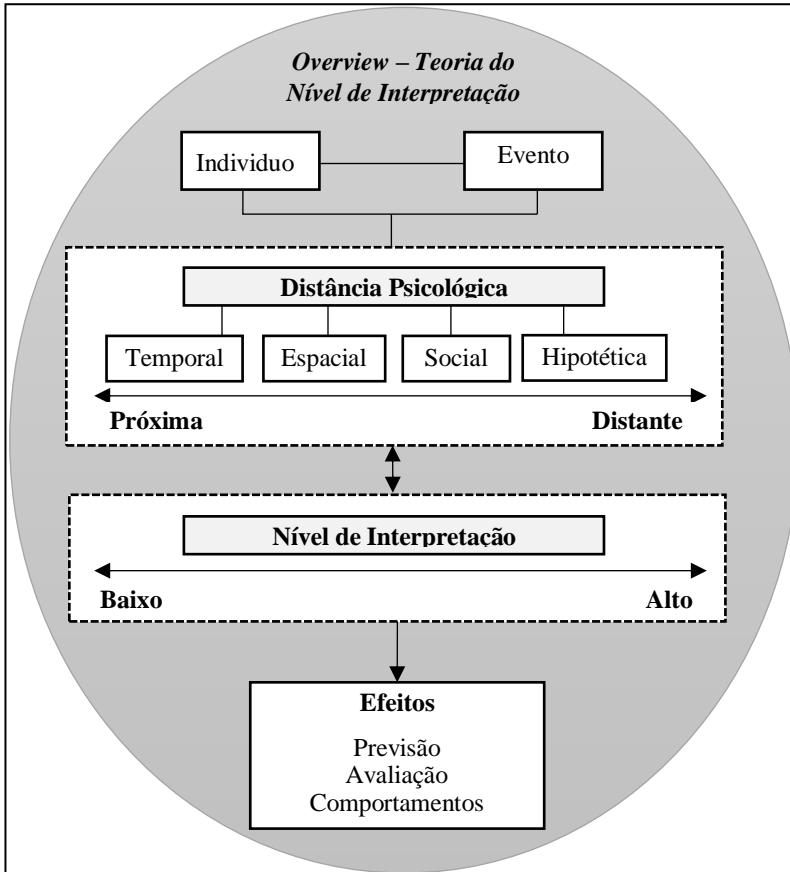 Overview – Teoria do
Nível de Interpretação
Individuo
Evento
Distância Psicológica
Temporal
Espacial
Social
Hipotética
Próxima
Distante
Nível de Interpretação
Baixo
Alto
Efeitos
Previsão
Avaliação
Comportamentos